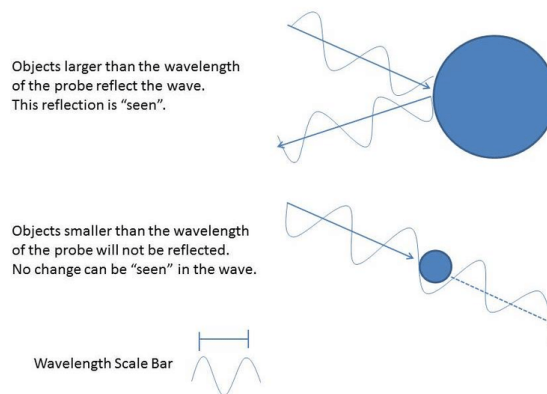 Objects larger than the wavelength
of the probe reflect the wave.
This reflection is “seen”.
Objects smaller than the wavelength
of the probe will not be reflected.
No change can be “seen” in the wave.
Wavelength Scale Bar